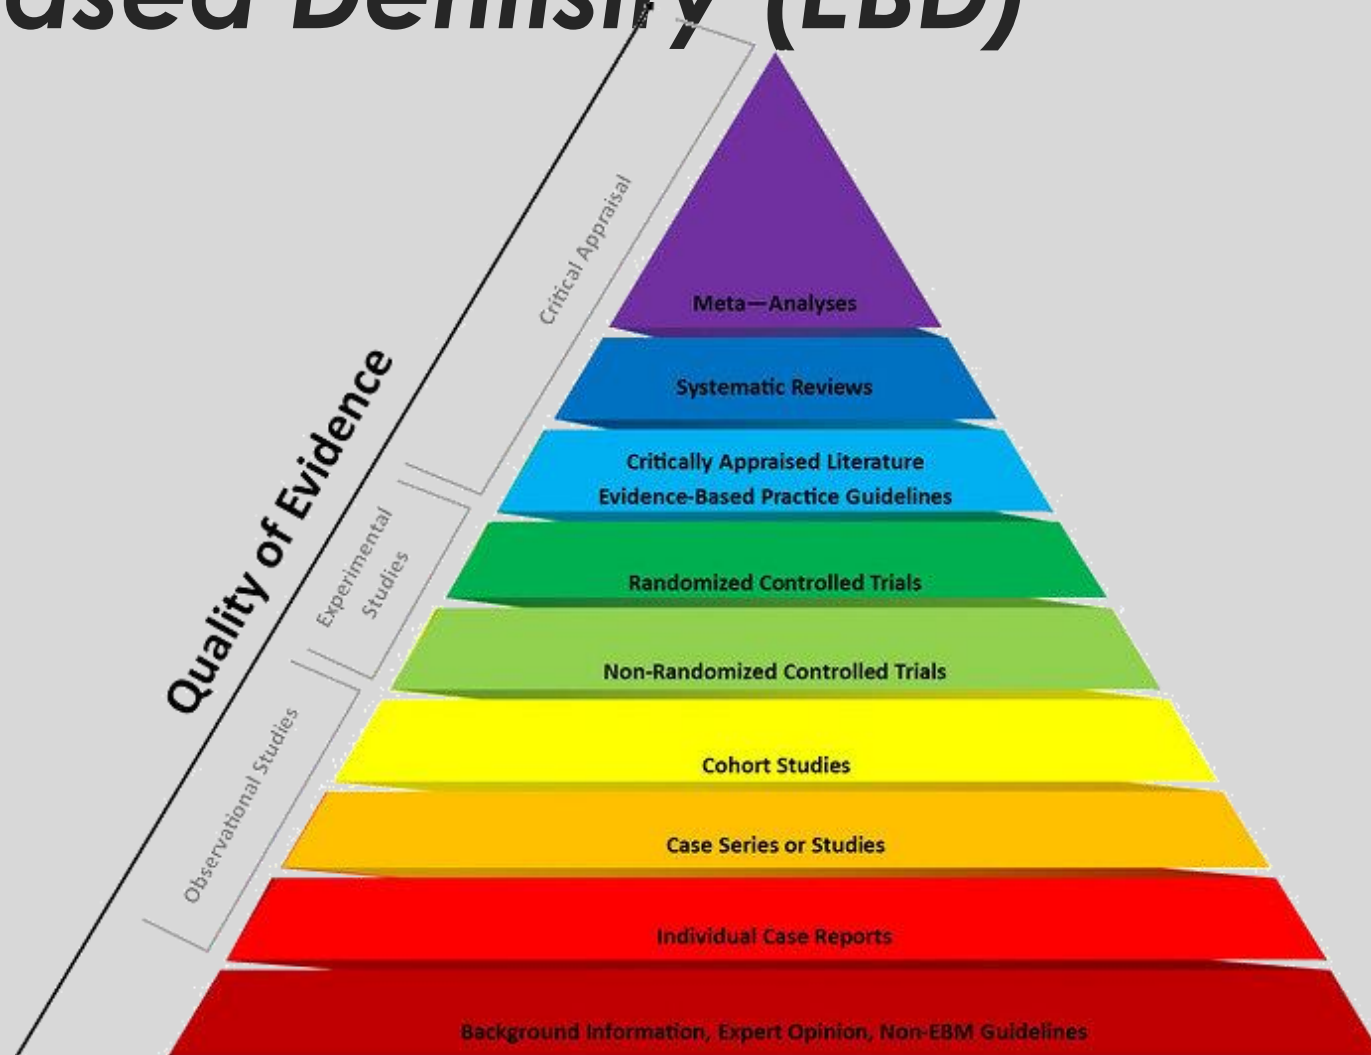 ased Dentistry (EBD)
Critical Appraisal
Meta—Analyses
Systematic Reviews
Quality of Evidence
Critically Appraised Literature
Evidence-Based Practice Guidelines
Experimental
Studies
Randomized Controlled Trials
Non-Randomized Controlled Trials
Observational Studies
Cohort Studies
Case Series or Studies
Individual Case Reports
Background Information, Expert Opinion, Non-EBM Guidelines